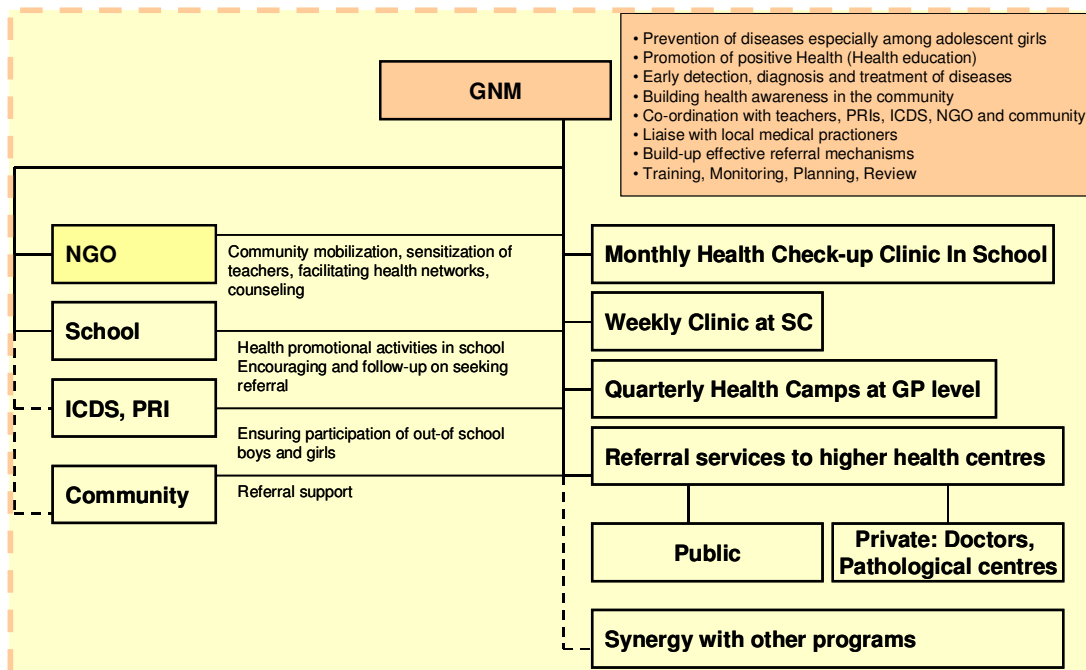 • Prevention of diseases especially among adolescent girls
• Promotion of positive Health (Health education)
• Early detection, diagnosis and treatment of diseases
• Building health awareness in the community
• Co-ordination with teachers, PRIs, ICDS, NGO and community
• Liaise with local medical practioners
• Build-up effective referral mechanisms
• Training, Monitoring, Planning, Review
GNM
NGO
Community mobilization, sensitization of
teachers, facilitating health networks,
counseling
School
Health promotional activities in school
Encouraging and follow-up on seeking
referral
ICDS, PRI
Ensuring participation of out-of school
boys and girls
Community
Referral support
Monthly Health Check-up Clinic In School
Weekly Clinic at SC
Quarterly Health Camps at GP level
Referral services to higher health centres
Public
Private: Doctors,
Pathological centres
Synergy with other programs